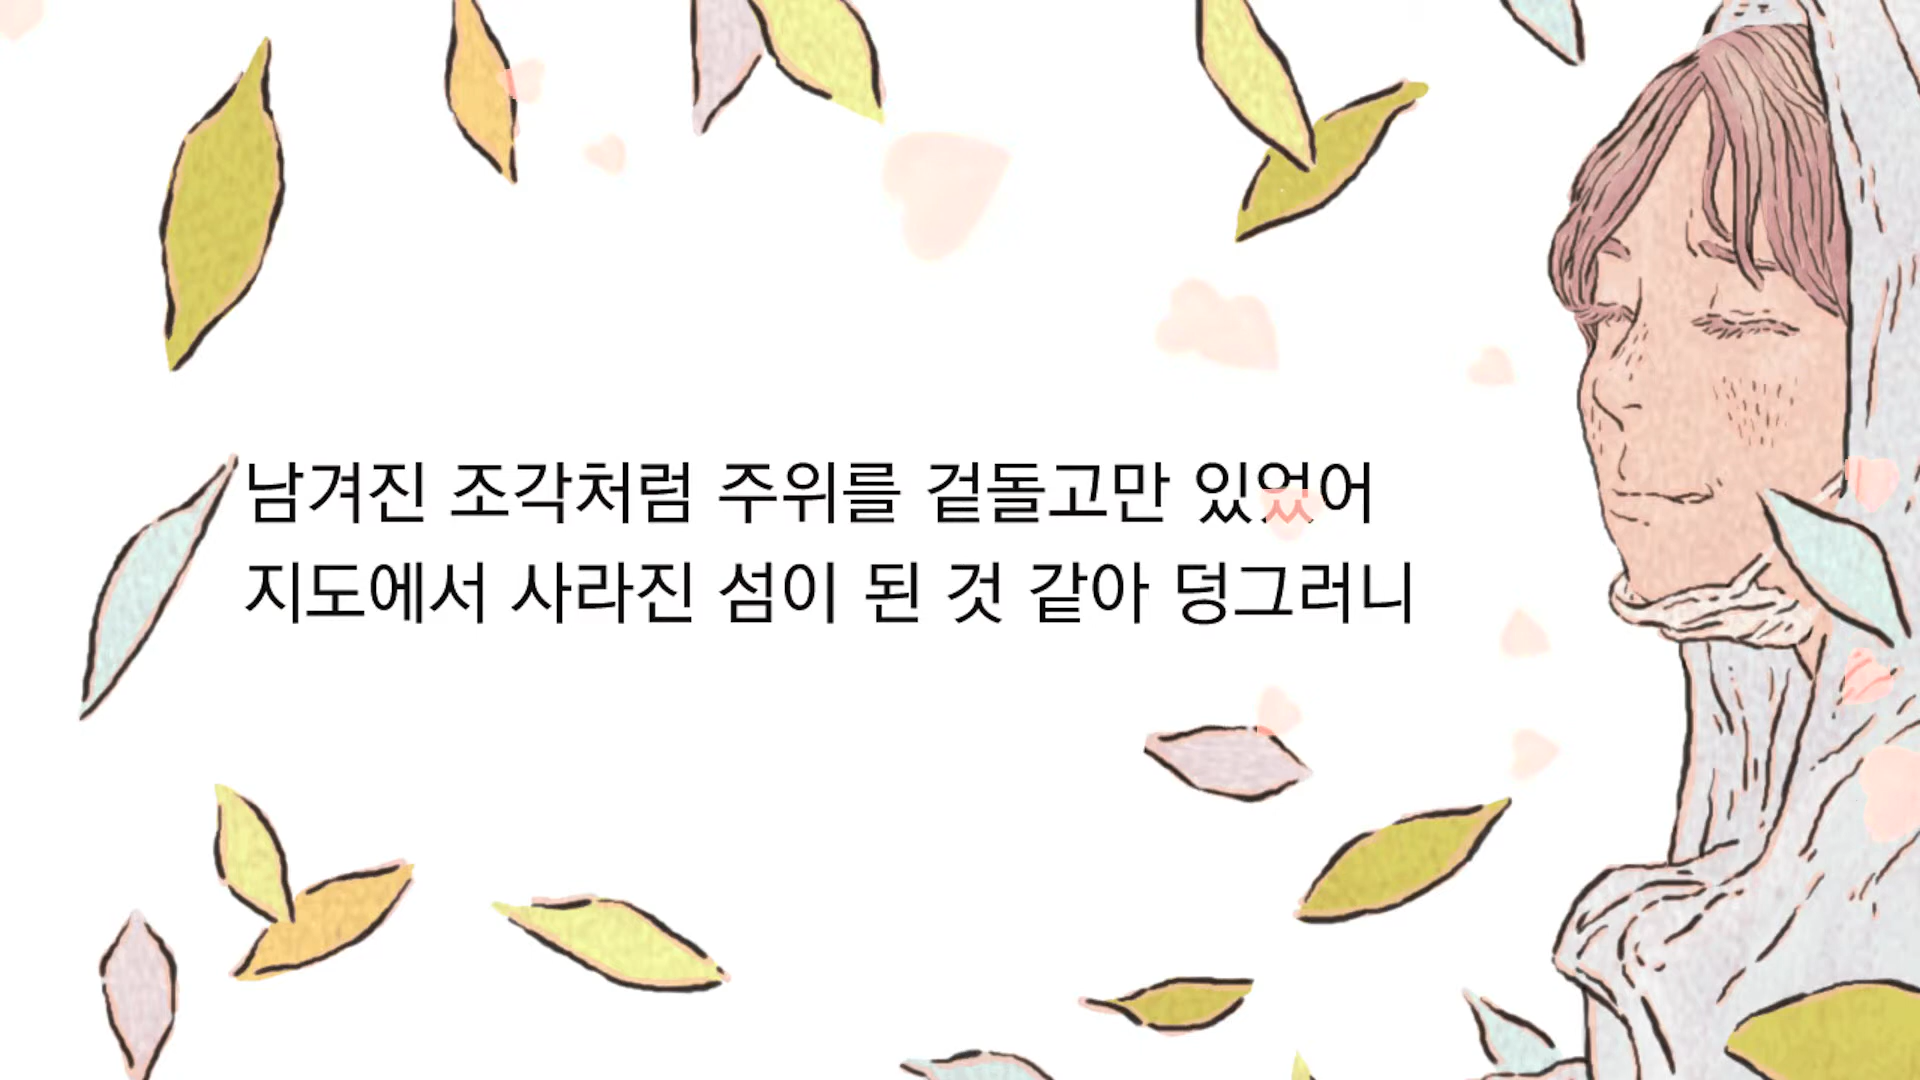 남겨진 조각처럼 주위를 겉돌고만 있었어
지도에서 사라진 섬이 된 것 같아 덩그러니